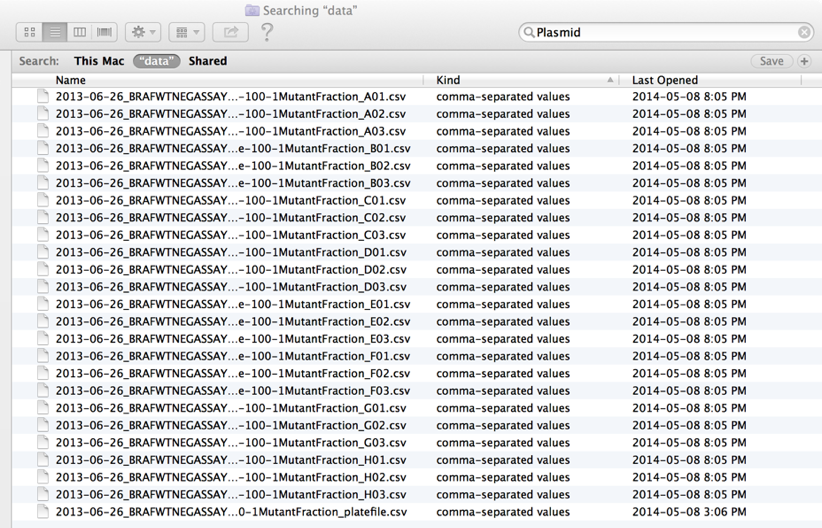 Searching “data”
Plasmid
Search: This Mac “data” Shared Save
Name Kind Last Opened
2013-06-26_BRAFWTNEGASSAY...-100-1MutantFraction_A01.csv comma-separated values 2014-05-08 8:05 PM
2013-06-26_BRAFWTNEGASSAY...-100-1MutantFraction_A02.csv comma-separated values 2014-05-08 8:05 PM
2013-06-26_BRAFWTNEGASSAY...-100-1MutantFraction_A03.csv comma-separated values 2014-05-08 8:05 PM
2013-06-26_BRAFWTNEGASSAY...e-100-1MutantFraction_B01.csv comma-separated values 2014-05-08 8:05 PM
2013-06-26_BRAFWTNEGASSAY...e-100-1MutantFraction_B02.csv comma-separated values 2014-05-08 8:05 PM
2013-06-26_BRAFWTNEGASSAY...e-100-1MutantFraction_B03.csv comma-separated values 2014-05-08 8:05 PM
2013-06-26_BRAFWTNEGASSAY...-100-1MutantFraction_C01.csv comma-separated values 2014-05-08 8:05 PM
2013-06-26_BRAFWTNEGASSAY...-100-1MutantFraction_C02.csv comma-separated values 2014-05-08 8:05 PM
2013-06-26_BRAFWTNEGASSAY...-100-1MutantFraction_C03.csv comma-separated values 2014-05-08 8:05 PM
2013-06-26_BRAFWTNEGASSAY...-100-1MutantFraction_D01.csv comma-separated values 2014-05-08 8:05 PM
2013-06-26_BRAFWTNEGASSAY...-100-1MutantFraction_D02.csv comma-separated values 2014-05-08 8:05 PM
2013-06-26_BRAFWTNEGASSAY...-100-1MutantFraction_D03.csv comma-separated values 2014-05-08 8:05 PM
2013-06-26_BRAFWTNEGASSAY...e-100-1MutantFraction_E01.csv comma-separated values 2014-05-08 8:05 PM
2013-06-26_BRAFWTNEGASSAY...e-100-1MutantFraction_E02.csv comma-separated values 2014-05-08 8:05 PM
2013-06-26_BRAFWTNEGASSAY...e-100-1MutantFraction_E03.csv comma-separated values 2014-05-08 8:05 PM
2013-06-26_BRAFWTNEGASSAY...e-100-1MutantFraction_F01.csv comma-separated values 2014-05-08 8:05 PM
2013-06-26_BRAFWTNEGASSAY...e-100-1MutantFraction_F02.csv comma-separated values 2014-05-08 8:05 PM
2013-06-26_BRAFWTNEGASSAY...e-100-1MutantFraction_F03.csv comma-separated values 2014-05-08 8:05 PM
2013-06-26_BRAFWTNEGASSAY...-100-1MutantFraction_G01.csv comma-separated values 2014-05-08 8:05 PM
2013-06-26_BRAFWTNEGASSAY...-100-1MutantFraction_G02.csv comma-separated values 2014-05-08 8:05 PM
2013-06-26_BRAFWTNEGASSAY...-100-1MutantFraction_G03.csv comma-separated values 2014-05-08 8:05 PM
2013-06-26_BRAFWTNEGASSAY...-100-1MutantFraction_H01.csv comma-separated values 2014-05-08 8:05 PM
2013-06-26_BRAFWTNEGASSAY...-100-1MutantFraction_H02.csv comma-separated values 2014-05-08 8:05 PM
2013-06-26_BRAFWTNEGASSAY...-100-1MutantFraction_H03.csv comma-separated values 2014-05-08 8:05 PM
2013-06-26_BRAFWTNEGASSAY...0-1MutantFraction_platefile.csv comma-separated values 2014-05-08 3:06 PM